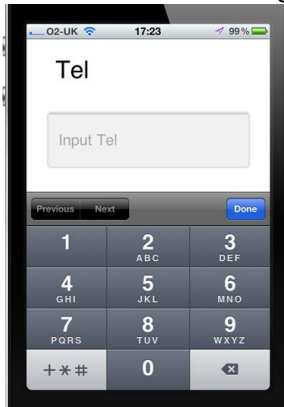 O2-UK 17:23 99%
Tel
Input Tel
Previous Next Done
1 2 3
ABC DEF
4 5 6
GHI JKL MNO
7 8 9
PQRS TUV WXYZ
+*# 0